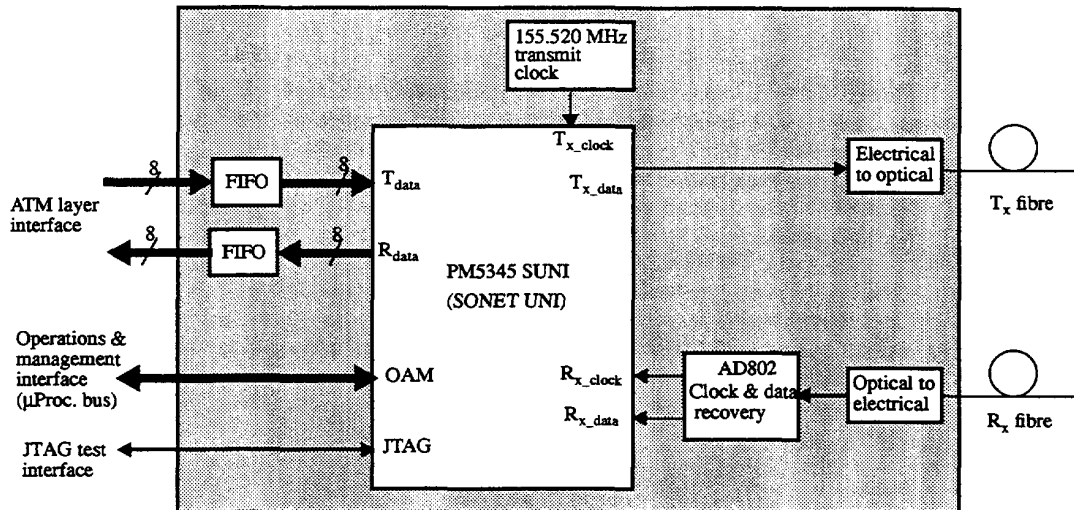 155.520 MHz
transmit
clock
Tx_clock
Tx_data
Electrical
to optical
Tx fibre
ATM layer
interface
8
FIFO
8
Tdata
8
FIFO
8
Rdata
PM5345 SUNI
(SONET UNI)
Operations &
management
interface
(μProc. bus)
OAM
JTAG test
interface
JTAG
Rx_clock
Rx_data
AD802
Clock & data
recovery
Optical to
electrical
Rx fibre